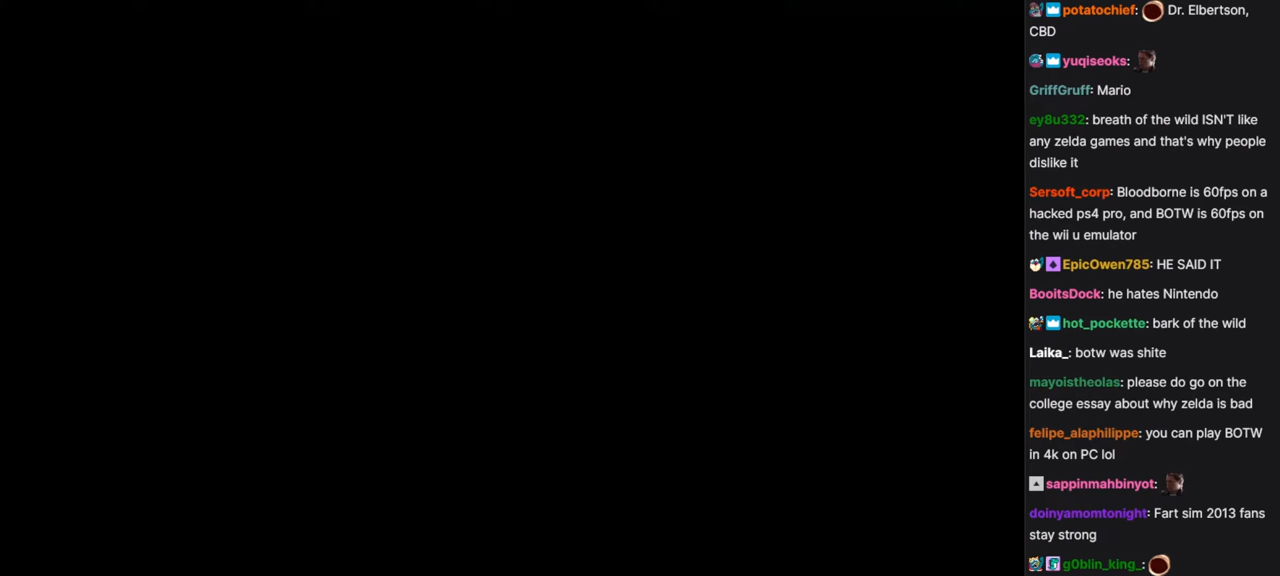 potatochief: Dr. Elbertson,
CBD
yuqiseoks:
GriffGruff: Mario
ey8u332: breath of the wild ISN'T like
any zelda games and that's why people
dislike it
Sersoft_corp: Bloodborne is 60fps on a
hacked ps4 pro, and BOTW is 60fps on
the wii u emulator
EpicOwen785: HE SAID IT
BooitsDock: he hates Nintendo
hot_pockette: bark of the wild
Laika_: botw was shite
mayoistheolas: please do go on the
college essay about why zelda is bad
felipe_alaphilippe: you can play BOTW
in 4k on PC lol
sappinmahbinyot:
doinyamomtonight: Fart sim 2013 fans
stay strong
g0blin_king_: